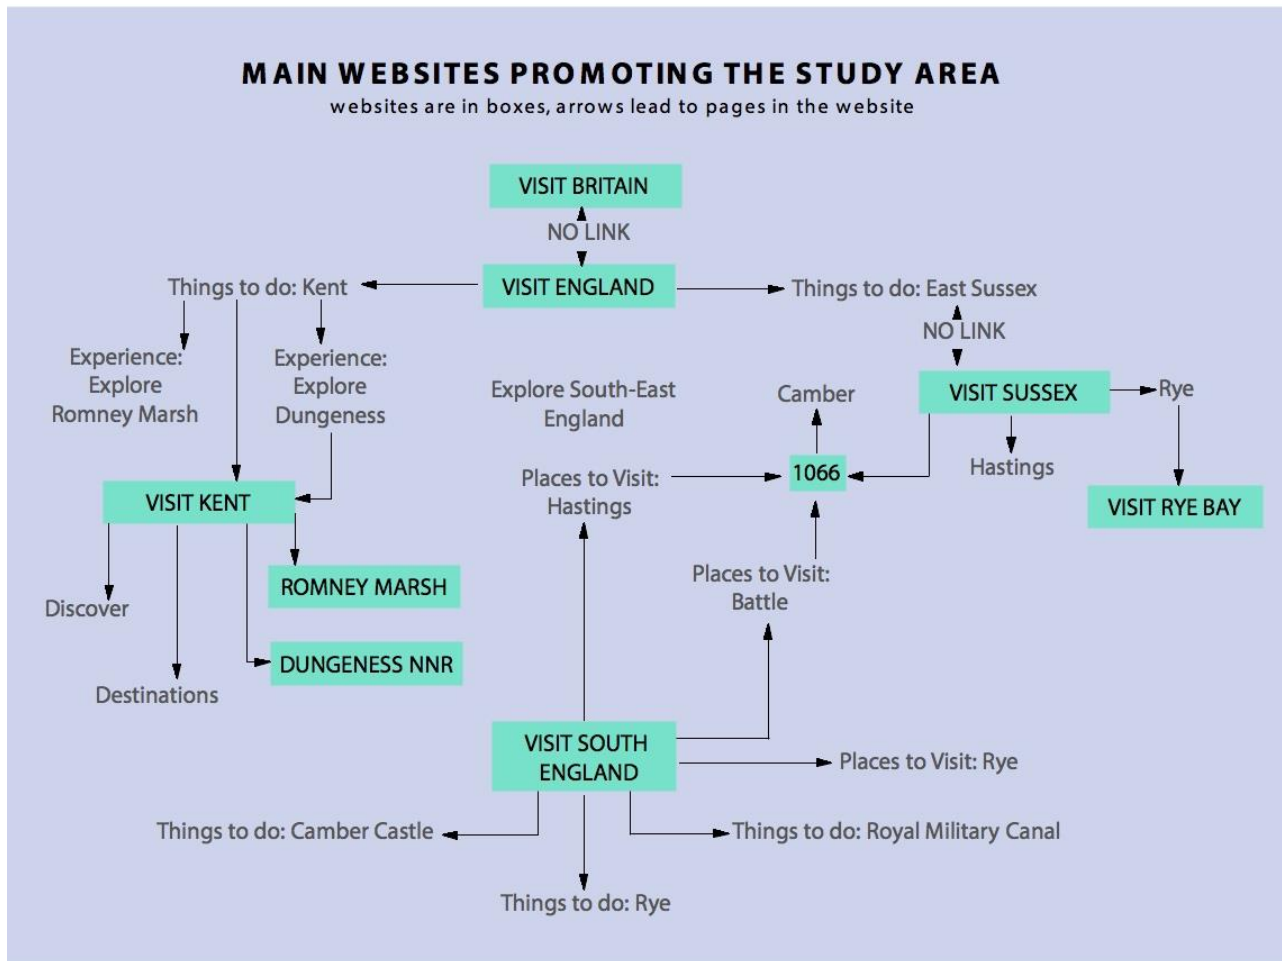 MAIN WEBSITES PROMOTING THE STUDY AREA
websites are in boxes, arrows lead to pages in the website
VISIT BRITAIN
NO LINK
VISIT ENGLAND
Things to do: Kent
Things to do: East Sussex
NO LINK
Experience:
Explore
Romney Marsh
Experience:
Explore
Dungeness
Explore South-East
England
Camber
VISIT SUSSEX
Rye
Hastings
1066
Places to Visit:
Hastings
VISIT KENT
VISIT RYE BAY
ROMNEY MARSH
Places to Visit:
Battle
Discover
DUNGENESS NNR
Destinations
VISIT SOUTH
ENGLAND
Places to Visit: Rye
Things to do: Camber Castle
Things to do: Royal Military Canal
Things to do: Rye